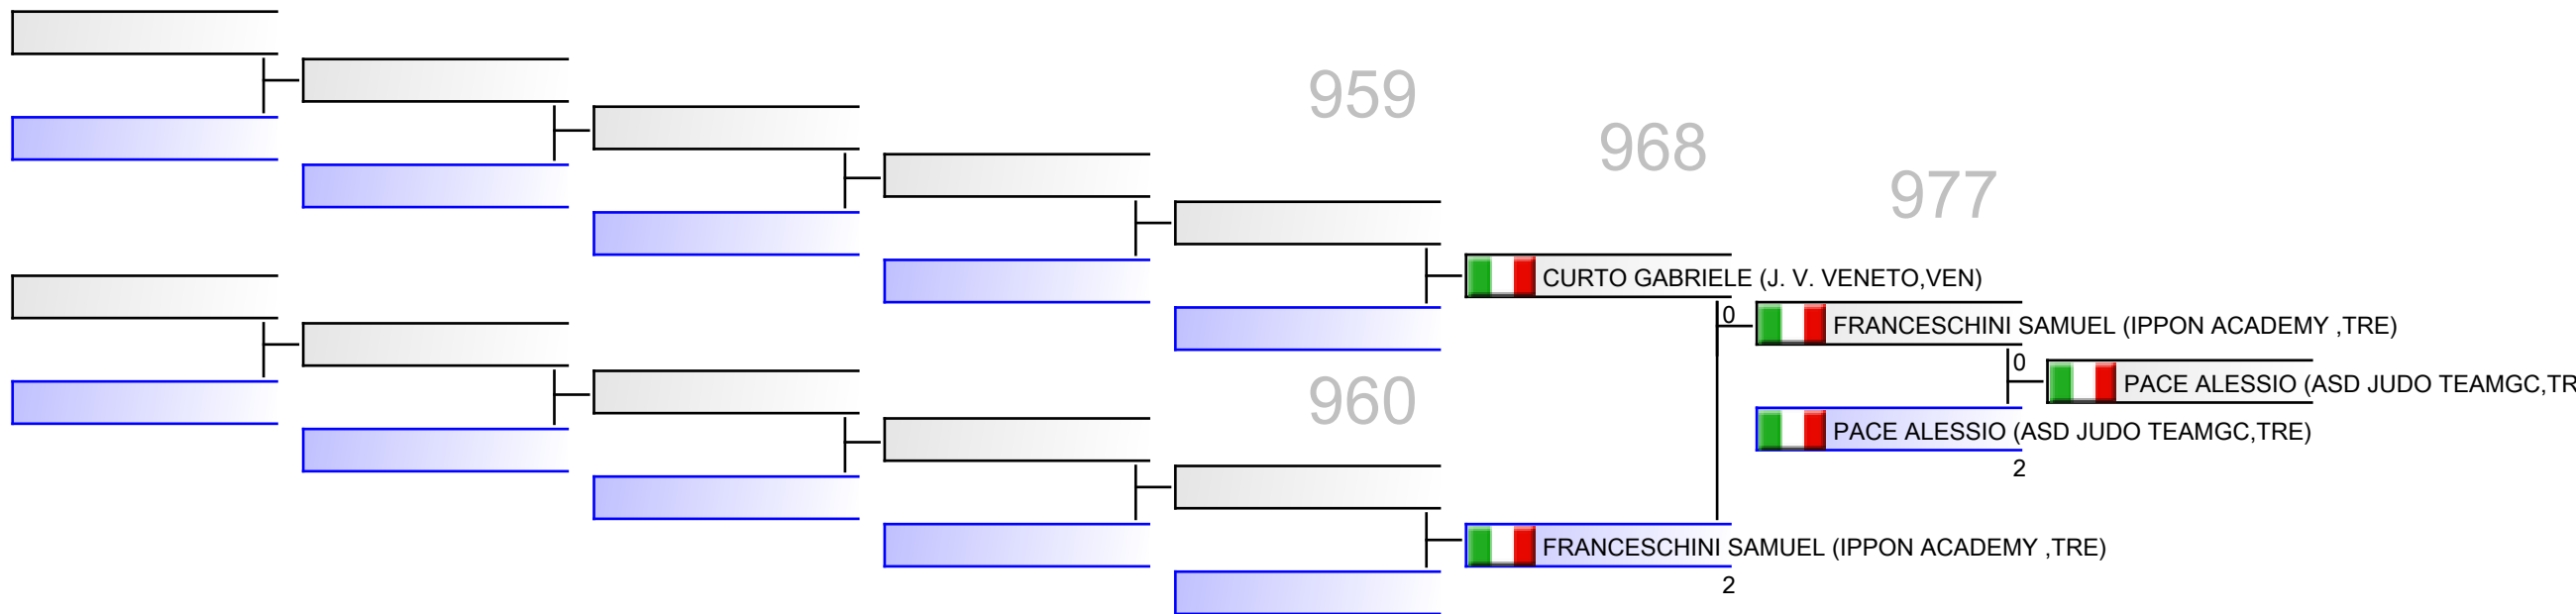 959
968
977
CURTO GABRIELE (J. V. VENETO,VEN)
0
FRANCESCHINI SAMUEL (IPPON ACADEMY ,TRE)
0
PACE ALESSIO (ASD JUDO TEAMGC,TR
960
PACE ALESSIO (ASD JUDO TEAMGC,TRE)
2
FRANCESCHINI SAMUEL (IPPON ACADEMY ,TRE)
2